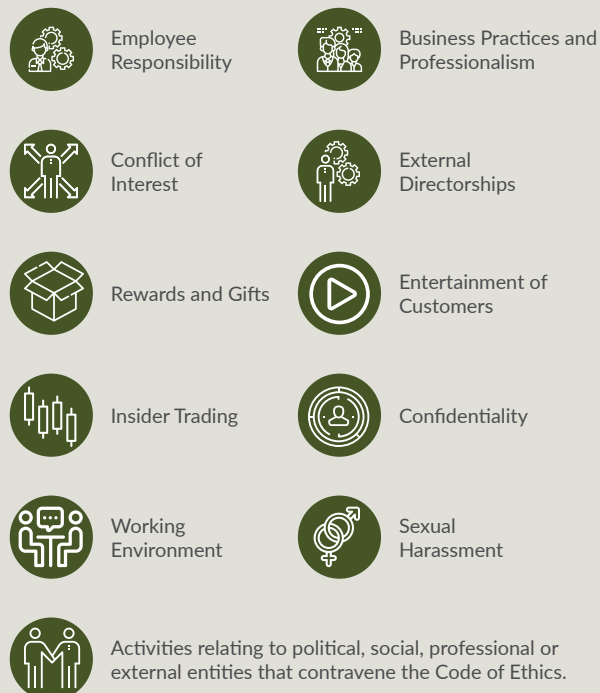 Employee
Responsibility
Business Practices and
Professionalism
Conflict of
Interest
External
Directorships
Rewards and Gifts
Entertainment of
Customers
Insider Trading
Confidentiality
Working
Environment
Sexual
Harassment
Activities relating to political, social, professional or
external entities that contravene the Code of Ethics.